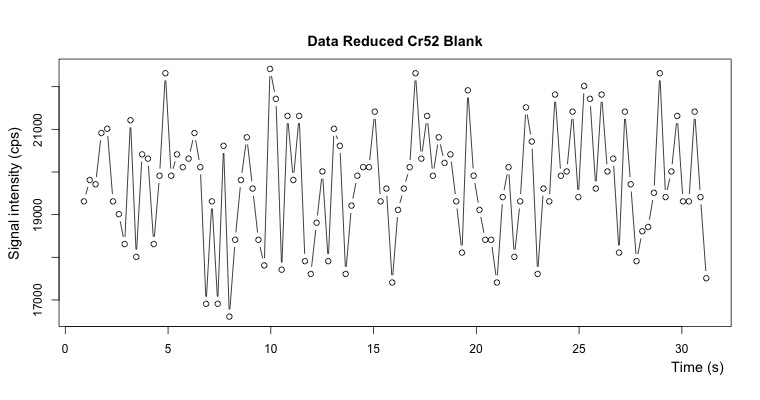 Data Reduced Cr52 Blank
Signal intensity (cps)
21000
19000
17000
0 5 10 15 20 25 30
Time (s)